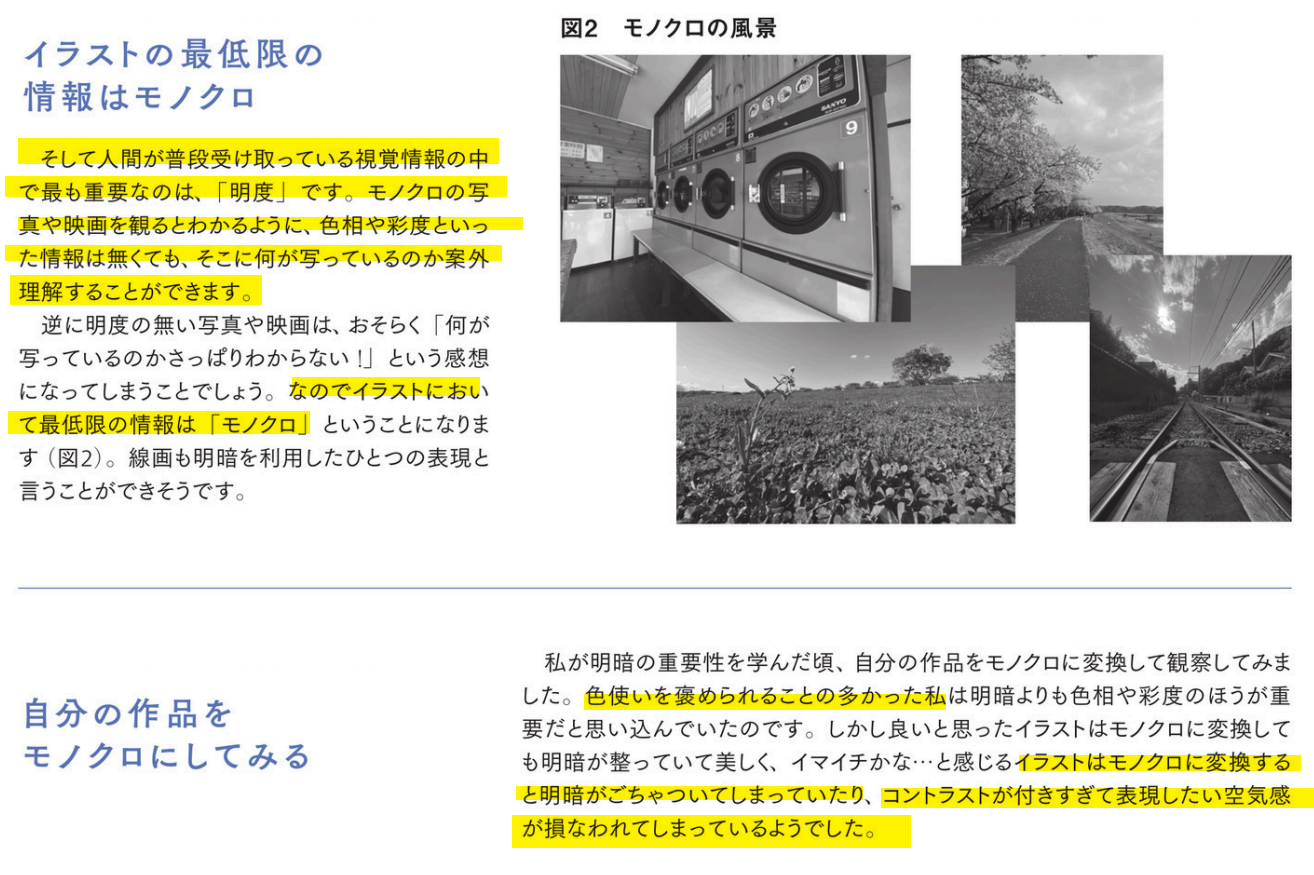 イラストの最低限の
情報はモノクロ
そして人間が普段受け取っている視覚情報の中
で最も重要なのは、「明度」です。モノクロの写
真や映画を観るとわかるように、色相や彩度といっ
た情報は無くても、そこに何が写っているのか案外
理解することができます。
逆に明度の無い写真や映画は、おそらく「何が
写っているのかさっぱりわからない！」という感想
になってしまうことでしょう。なのでイラストにおい
て最低限の情報は「モノクロ」ということになりま
す（図2）。線画も明暗を利用したひとつの表現と
言うことができそうです。
図2　モノクロの風景
SANYO
9
8
自分の作品を
モノクロにしてみる
私が明暗の重要性を学んだ頃、自分の作品をモノクロに変換して観察してみま
した。色使いを褒められることの多かった私は明暗よりも色相や彩度のほうが重
要だと思い込んでいたのです。しかし良いと思ったイラストはモノクロに変換して
も明暗が整っていて美しく、イマイチかな…と感じるイラストはモノクロに変換する
と明暗がごちゃついてしまっていたり、コントラストが付きすぎて表現したい空気感
が損なわれてしまっているようでした。